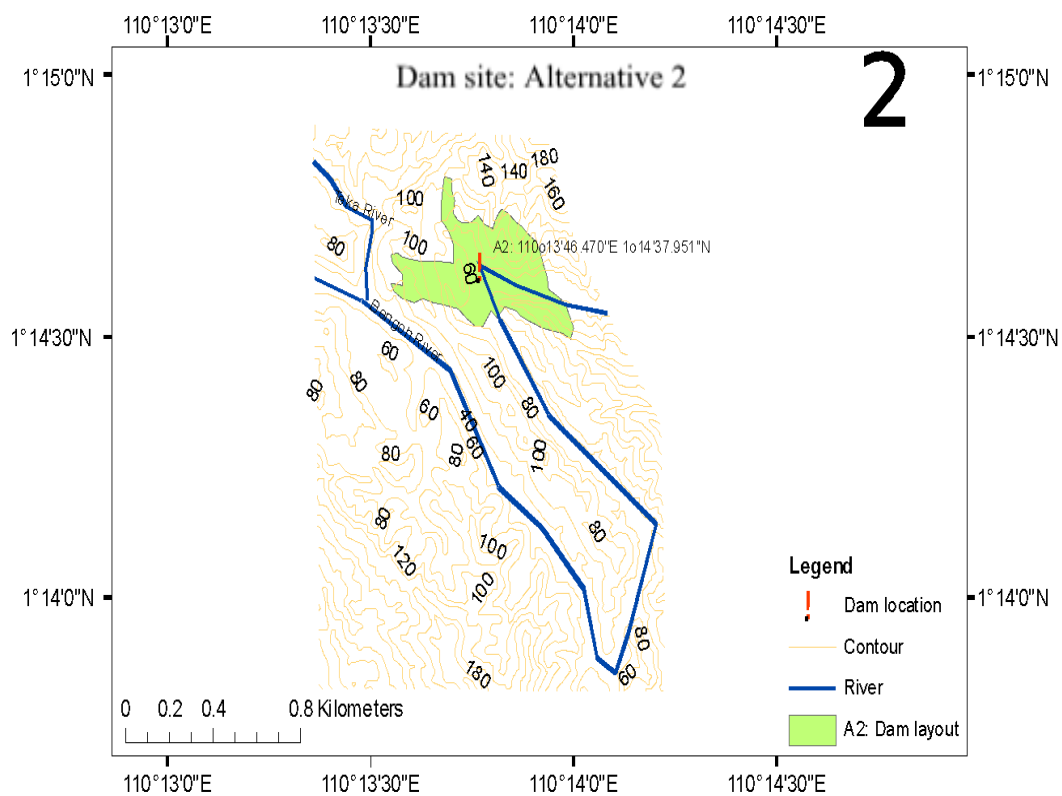 110°13'0"E 110°13'30"E 110°14'0"E 110°14'30"E
1°15'0"N 1°15'0"N
Dam site: Alternative 2
2
140 140 180
160
100
Teka River
80
100
A2: 110o13'46.470"E 1o14'37.951"N
60
Bengoh River
1°14'30"N 1°14'30"N
60
100
80 80
60 40 80
60
80 80 100
80 80
120 100
100
1°14'0"N 1°14'0"N
80
180 60
Legend
Dam location
Contour
River
A2: Dam layout
0 0.2 0.4 0.8 Kilometers
110°13'0"E 110°13'30"E 110°14'0"E 110°14'30"E